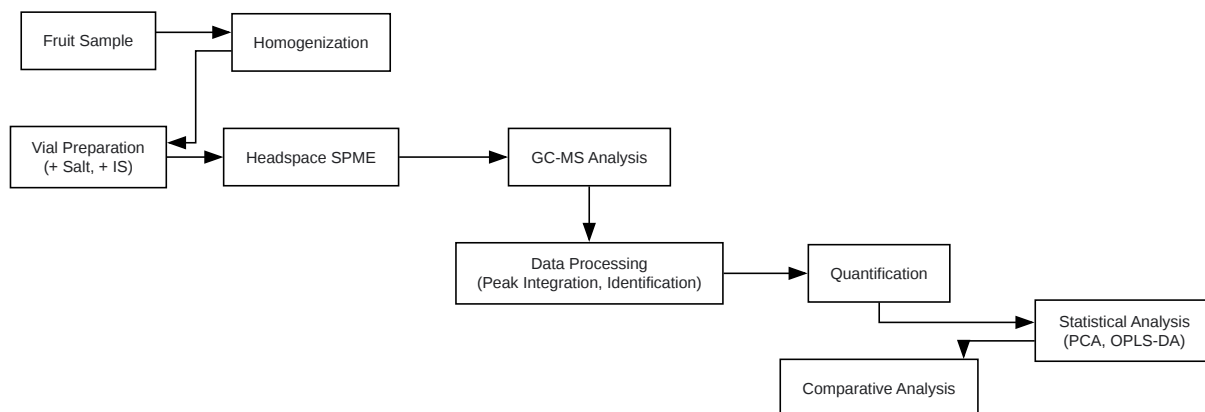 Fruit Sample
Homogenization
Vial Preparation
(+ Salt, + IS)
Headspace SPME
GC-MS Analysis
Data Processing
(Peak Integration, Identification)
Quantification
Statistical Analysis
(PCA, OPLS-DA)
Comparative Analysis